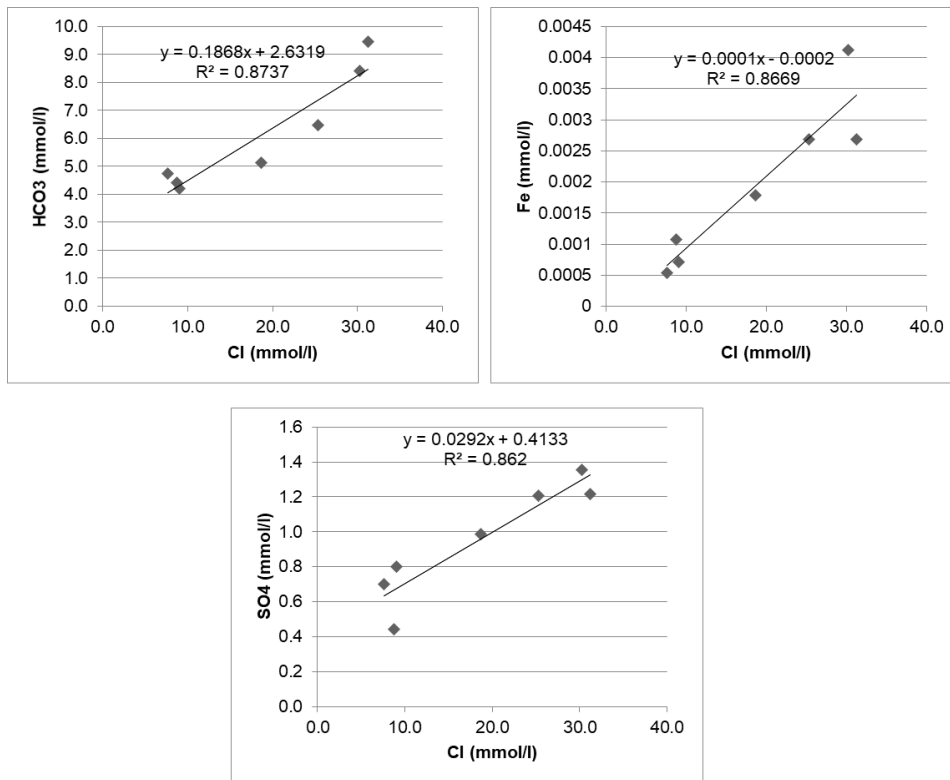 10.0
9.0
8.0
7.0
6.0
5.0
4.0
3.0
2.0
1.0
0.0
HCO3 (mmol/l)
y = 0.1868x + 2.6319
R² = 0.8737
0.0 10.0 20.0 30.0 40.0
Cl (mmol/l)
0.0045
0.004
0.0035
0.003
0.0025
0.002
0.0015
0.001
0.0005
0
Fe (mmol/l)
y = 0.0001x - 0.0002
R² = 0.8669
0.0 10.0 20.0 30.0 40.0
Cl (mmol/l)
1.6
1.4
1.2
1.0
0.8
0.6
0.4
0.2
0.0
SO4 (mmol/l)
y = 0.0292x + 0.4133
R² = 0.862
0.0 10.0 20.0 30.0 40.0
Cl (mmol/l)